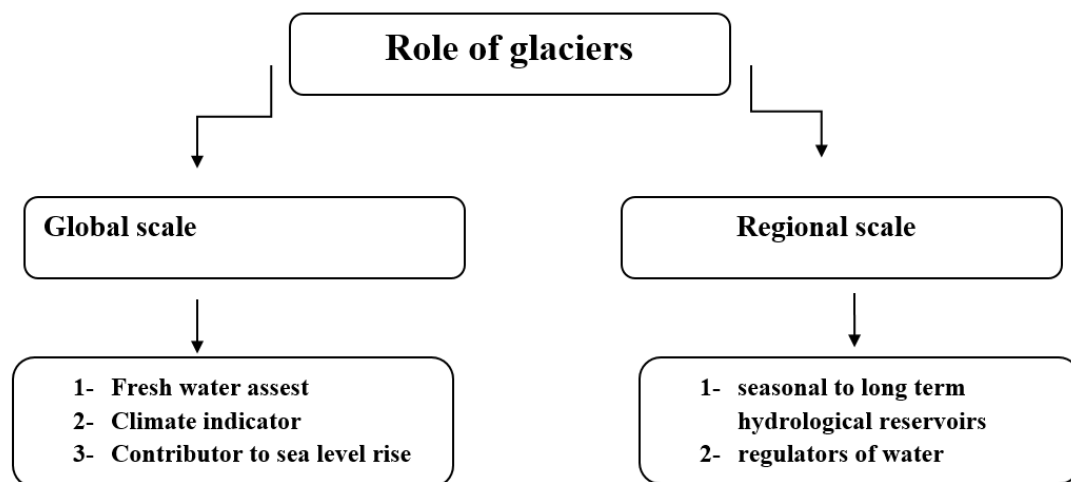 Role of glaciers
Global scale
Regional scale
1- Fresh water assest
2- Climate indicator
3- Contributor to sea level rise
1- seasonal to long term
hydrological reservoirs
2- regulators of water